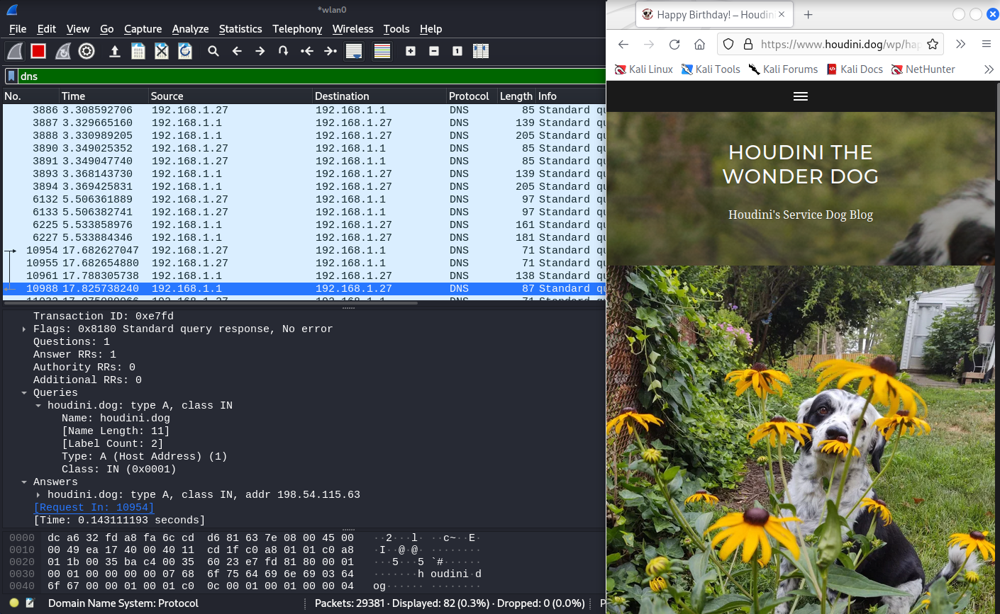 *wlan0
File Edit View Go Capture Analyze Statistics Telephony Wireless Tools Help
dns
No. Time Source Destination Protocol Length Info
3886 3.308592706 192.168.1.27 192.168.1.1 DNS 85 Standard qu
3887 3.329665160 192.168.1.1 192.168.1.27 DNS 139 Standard qu
3888 3.330989205 192.168.1.1 192.168.1.27 DNS 205 Standard qu
3890 3.349025352 192.168.1.27 192.168.1.1 DNS 85 Standard qu
3891 3.349047740 192.168.1.27 192.168.1.1 DNS 85 Standard qu
3893 3.368143730 192.168.1.1 192.168.1.27 DNS 139 Standard qu
3894 3.369425831 192.168.1.1 192.168.1.27 DNS 205 Standard qu
6132 5.506361889 192.168.1.27 192.168.1.1 DNS 97 Standard qu
6133 5.506382741 192.168.1.27 192.168.1.1 DNS 97 Standard qu
6225 5.533858976 192.168.1.1 192.168.1.27 DNS 161 Standard qu
6227 5.533884346 192.168.1.1 192.168.1.27 DNS 181 Standard qu
10954 17.682627047 192.168.1.27 192.168.1.1 DNS 71 Standard qu
10955 17.682654880 192.168.1.27 192.168.1.1 DNS 71 Standard qu
10961 17.788305738 192.168.1.1 192.168.1.27 DNS 138 Standard qu
10988 17.825738240 192.168.1.1 192.168.1.27 DNS 87 Standard qu
Transaction ID: 0xe7fd
Flags: 0x8180 Standard query response, No error
Questions: 1
Answer RRs: 1
Authority RRs: 0
Additional RRs: 0
Queries
houdini.dog: type A, class IN
Name: houdini.dog
[Name Length: 11]
[Label Count: 2]
Type: A (Host Address) (1)
Class: IN (0x0001)
Answers
houdini.dog: type A, class IN, addr 198.54.115.63
[Request In: 10954]
[Time: 0.143111193 seconds]
0000 dc a6 32 fd a8 fa 6c cd d6 81 63 7e 08 00 45 00 ··2···l· ··c~··E·
0010 00 49 ea 17 40 00 40 11 cd 1f c0 a8 01 01 c0 a8 ·I··@·@· ········
0020 01 1b 00 35 ba c4 00 35 60 23 e7 fd 81 80 00 01 ···5···5 `#······
0030 00 01 00 00 00 00 07 68 6f 75 64 69 6e 69 03 64 ·······h oudini·d
0040 6f 67 00 00 01 00 01 c0 0c 00 01 00 01 00 00 04 og······ ········
Domain Name System: Protocol Packets: 29381 · Displayed: 82 (0.3%) · Dropped: 0 (0.0%) P
Happy Birthday! – Houdin
https://www.houdini.dog/wp/hap
Kali Linux Kali Tools Kali Forums Kali Docs NetHunter
HOUDINI THE
WONDER DOG
Houdini's Service Dog Blog